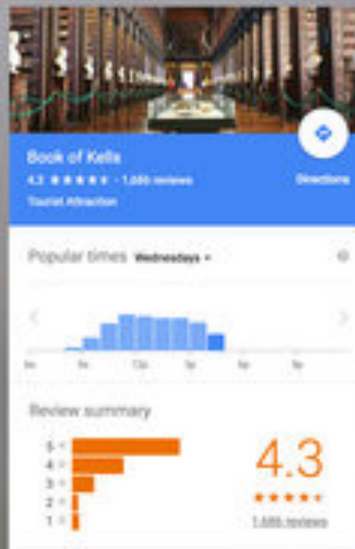 Book of Kells
4.3 ★★★★★ - 1,686 reviews
Directions
Tourist Attraction
Popular times Wednesdays
6a 9a 12p 3p 6p 9p
Review summary
5
4
3
2
1
4.3
1,686 reviews